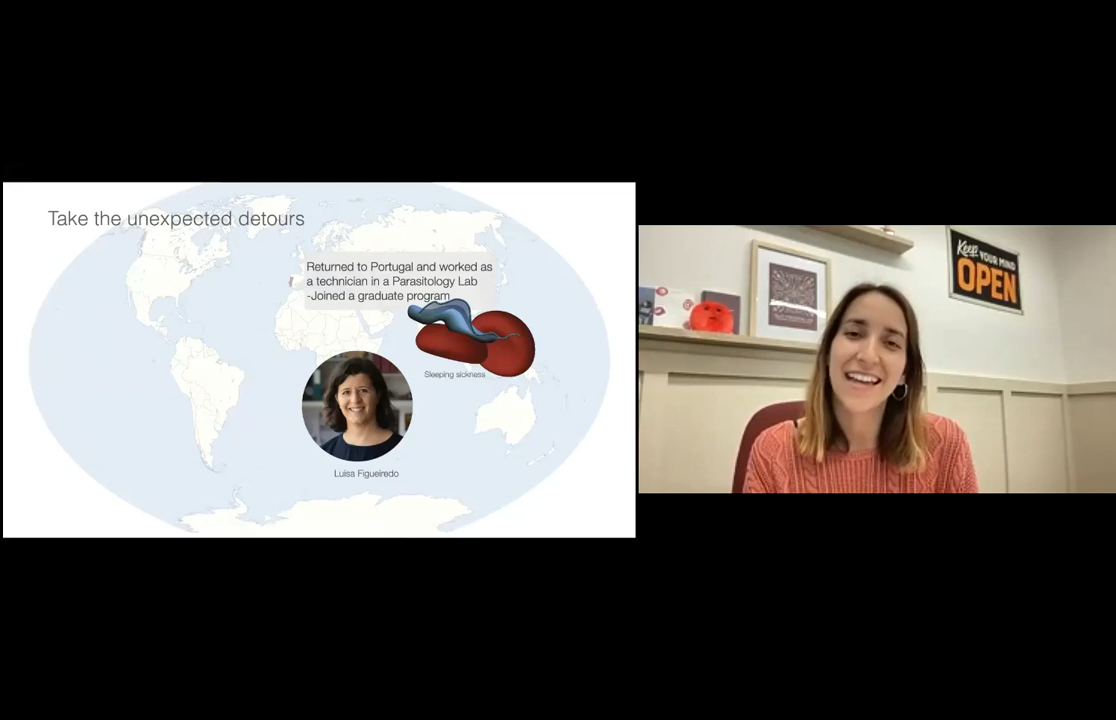 Take the unexpected detours
Returned to Portugal and worked as
a technician in a Parasitology Lab
-Joined a graduate program
Sleeping sickness
Luisa Figueiredo
Keep YOUR MIND
OPEN